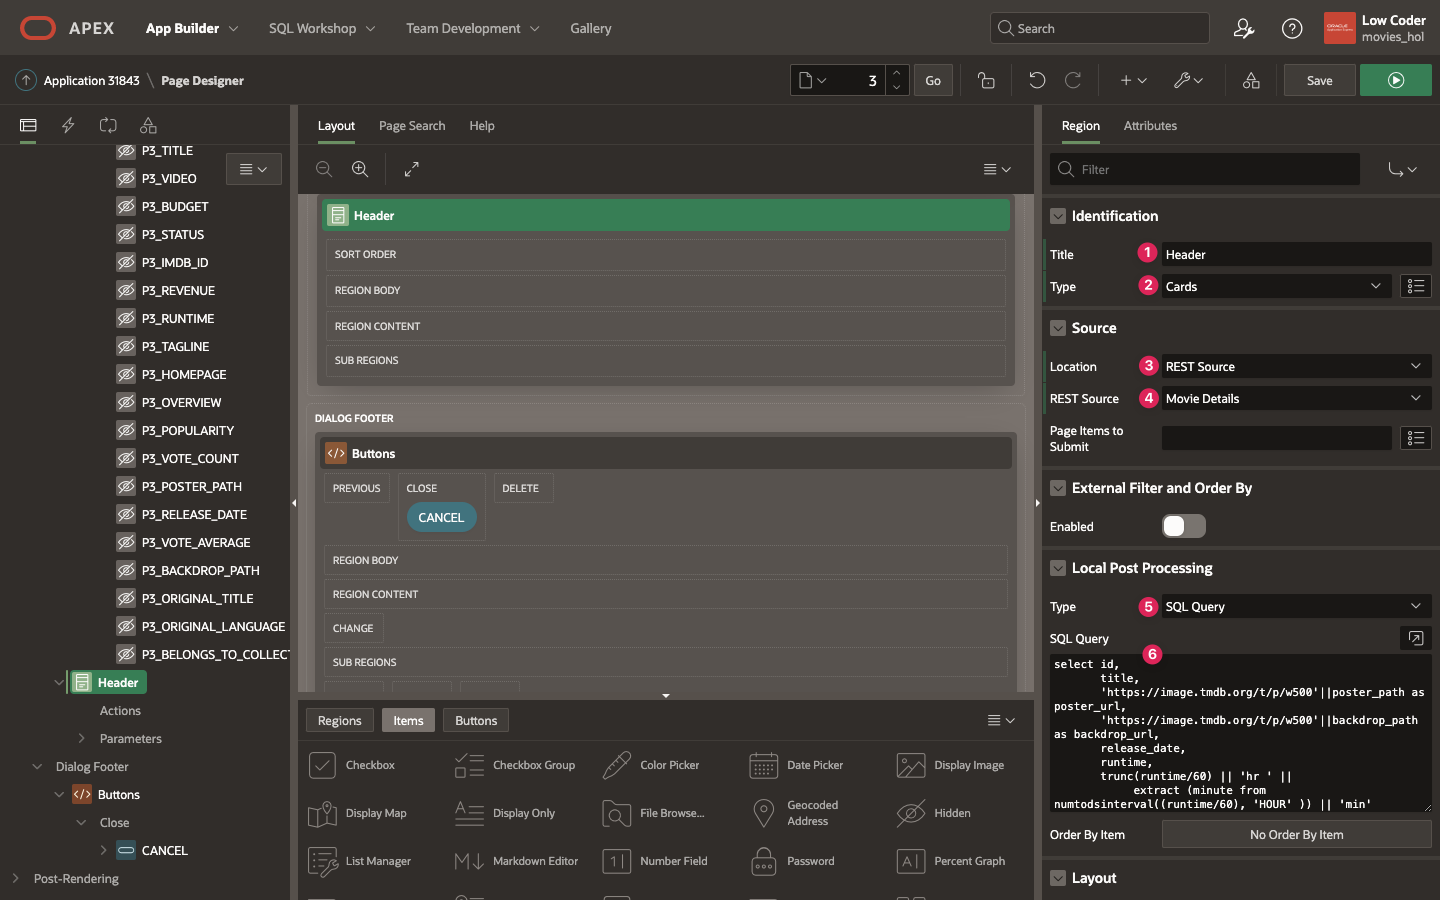 APEX
App Builder
SQL Workshop
Team Development
Gallery
Search
ORACLE
Low Coder
movies_hol
Application 31843 \ Page Designer
3
Go
Save
P3_TITLE
P3_VIDEO
P3_BUDGET
P3_STATUS
P3_IMDB_ID
P3_REVENUE
P3_RUNTIME
P3_TAGLINE
P3_HOMEPAGE
P3_OVERVIEW
P3_POPULARITY
P3_VOTE_COUNT
P3_POSTER_PATH
P3_RELEASE_DATE
P3_VOTE_AVERAGE
P3_BACKDROP_PATH
P3_ORIGINAL_TITLE
P3_ORIGINAL_LANGUAGE
P3_BELONGS_TO_COLLECT
Header
Actions
Parameters
Dialog Footer
Buttons
Close
CANCEL
Post-Rendering
Layout
Page Search
Help
Header
SORT ORDER
REGION BODY
REGION CONTENT
SUB REGIONS
DIALOG FOOTER
Buttons
PREVIOUS
CLOSE
DELETE
CANCEL
REGION BODY
REGION CONTENT
CHANGE
SUB REGIONS
Regions
Items
Buttons
Checkbox
Checkbox Group
Color Picker
Date Picker
Display Image
Display Map
Display Only
File Browse...
Geocoded
Address
Hidden
List Manager
Markdown Editor
Number Field
Password
Percent Graph
Region
Attributes
Filter
Identification
Title
1
Header
Type
2
Cards
Source
Location
3
REST Source
REST Source
4
Movie Details
Page Items to
Submit
External Filter and Order By
Enabled
Local Post Processing
Type
5
SQL Query
SQL Query
6
select id,
title,
'https://image.tmdb.org/t/p/w500'||poster_path as
poster_url,
'https://image.tmdb.org/t/p/w500'||backdrop_path
as backdrop_url,
release_date,
runtime,
trunc(runtime/60) || 'hr ' ||
extract (minute from
numtodsinterval((runtime/60), 'HOUR' )) || 'min'
Order By Item
No Order By Item
Layout